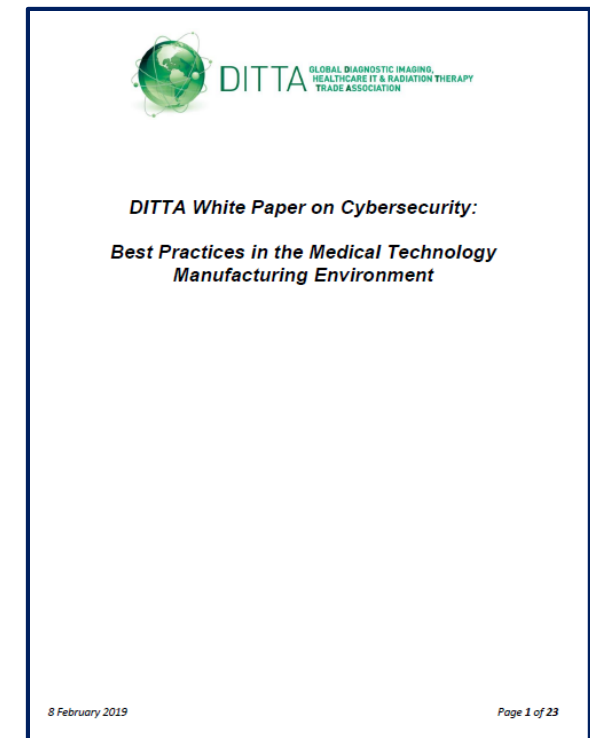 DITTA GLOBAL DIAGNOSTIC IMAGING,
HEALTHCARE IT & RADIATION THERAPY
TRADE ASSOCIATION
DITTA White Paper on Cybersecurity:
Best Practices in the Medical Technology
Manufacturing Environment
8 February 2019 Page 1 of 23